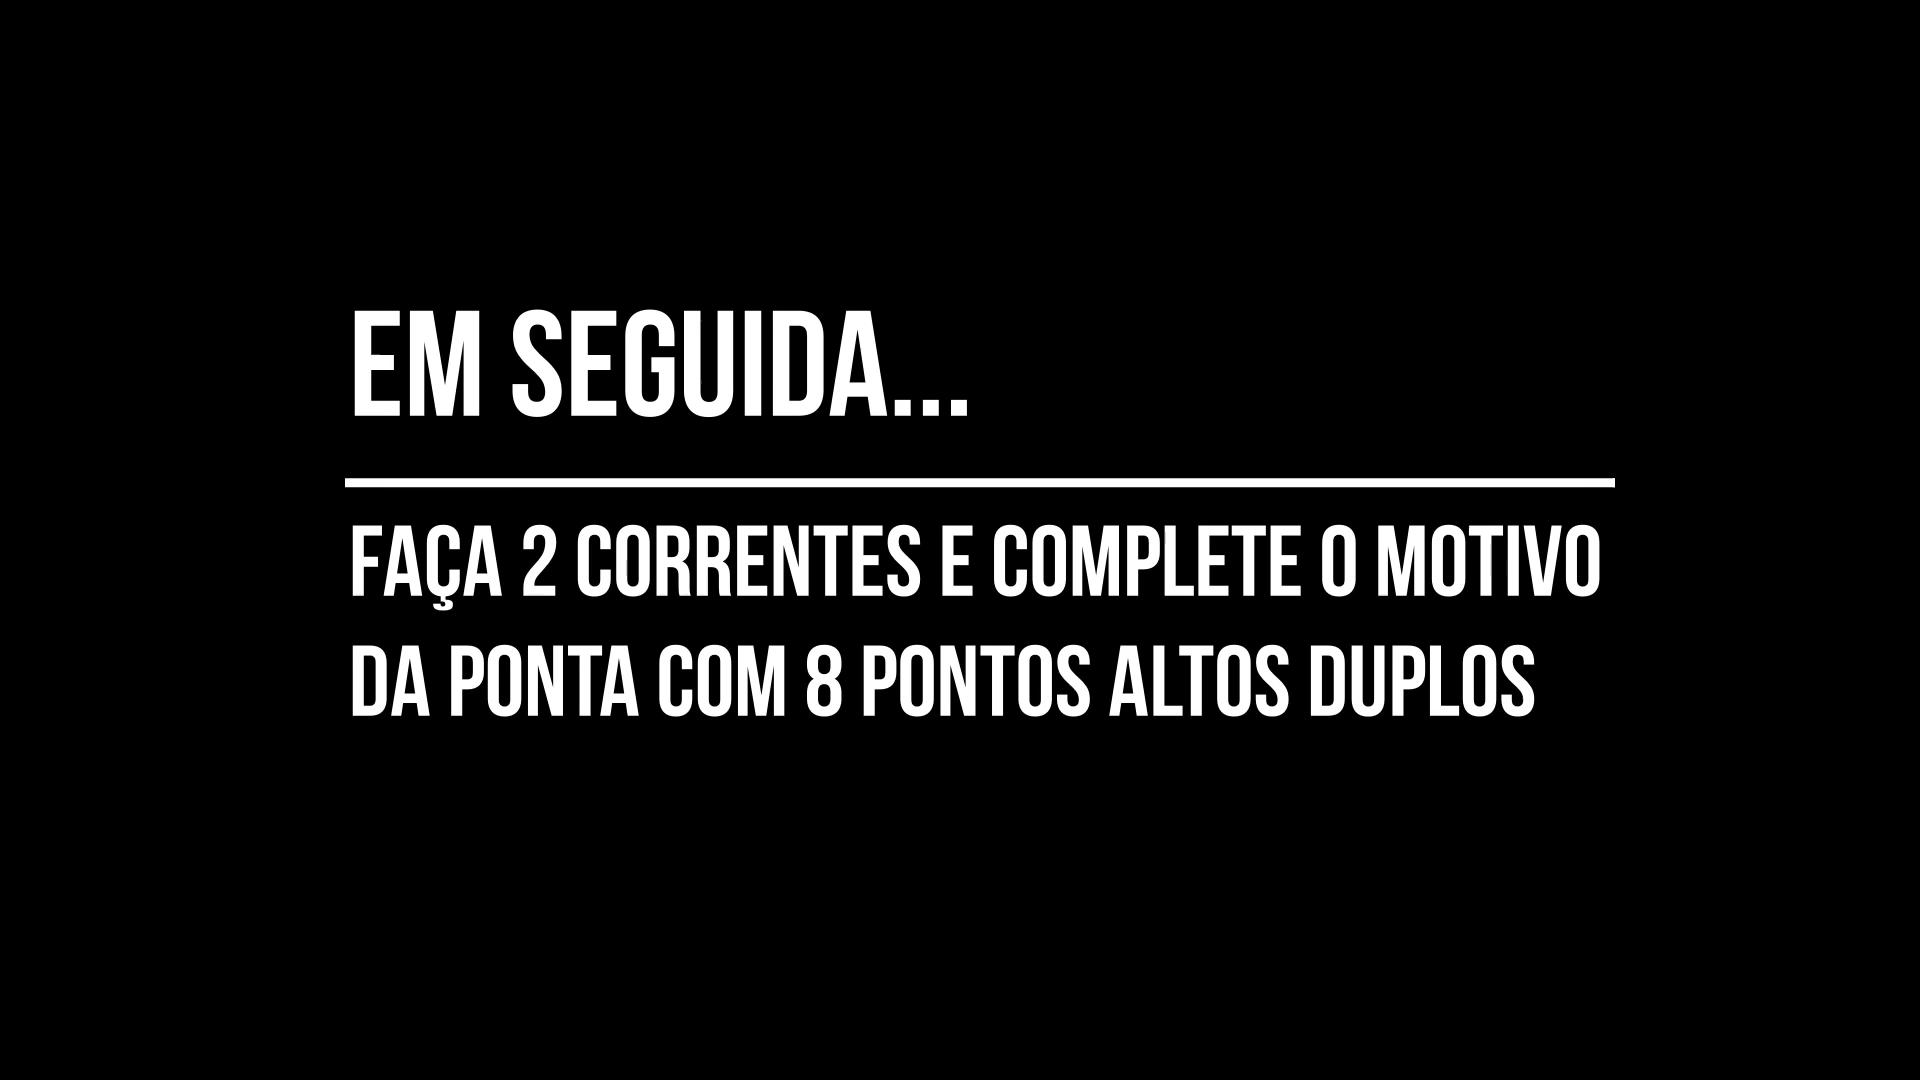 EM SEGUIDA...
FAÇA 2 CORRENTES E COMPLETE O MOTIVO
DA PONTA COM 8 PONTOS ALTOS DUPLOS